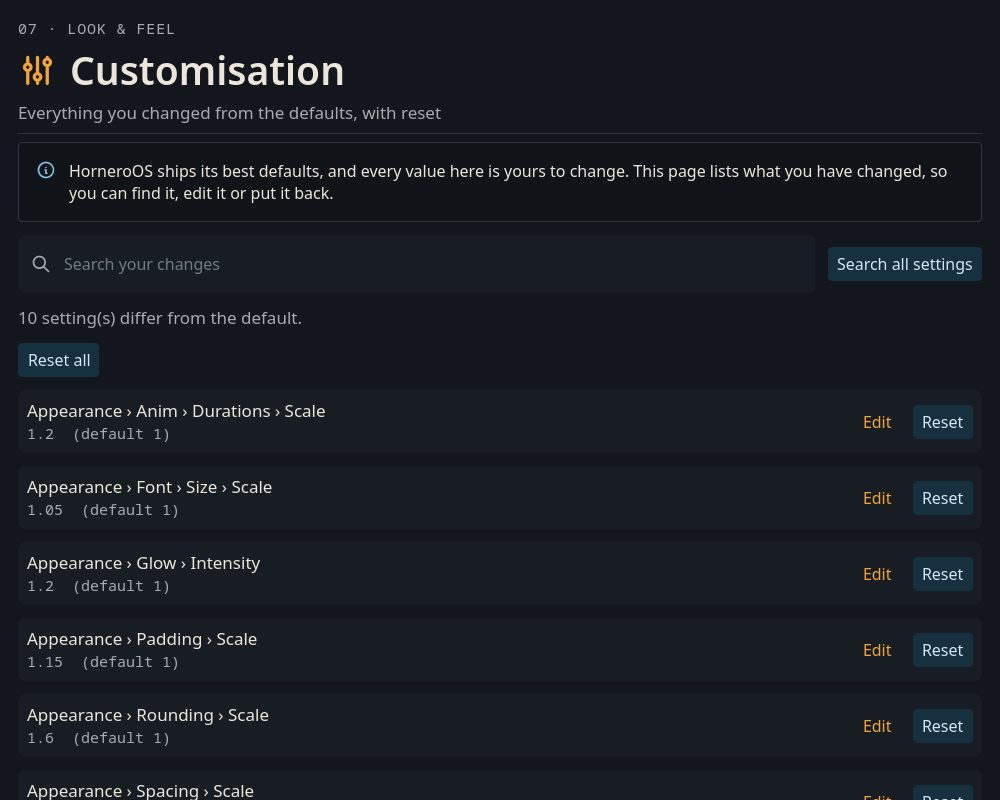 07 · LOOK & FEEL
Customisation
Everything you changed from the defaults, with reset
HorneroOS ships its best defaults, and every value here is yours to change. This page lists what you have changed, so
you can find it, edit it or put it back.
Search your changes
Search all settings
10 setting(s) differ from the default.
Reset all
Appearance › Anim › Durations › Scale
1.2 (default 1)
Edit
Reset
Appearance › Font › Size › Scale
1.05 (default 1)
Edit
Reset
Appearance › Glow › Intensity
1.2 (default 1)
Edit
Reset
Appearance › Padding › Scale
1.15 (default 1)
Edit
Reset
Appearance › Rounding › Scale
1.6 (default 1)
Edit
Reset
Appearance › Spacing › Scale
Edit
Reset